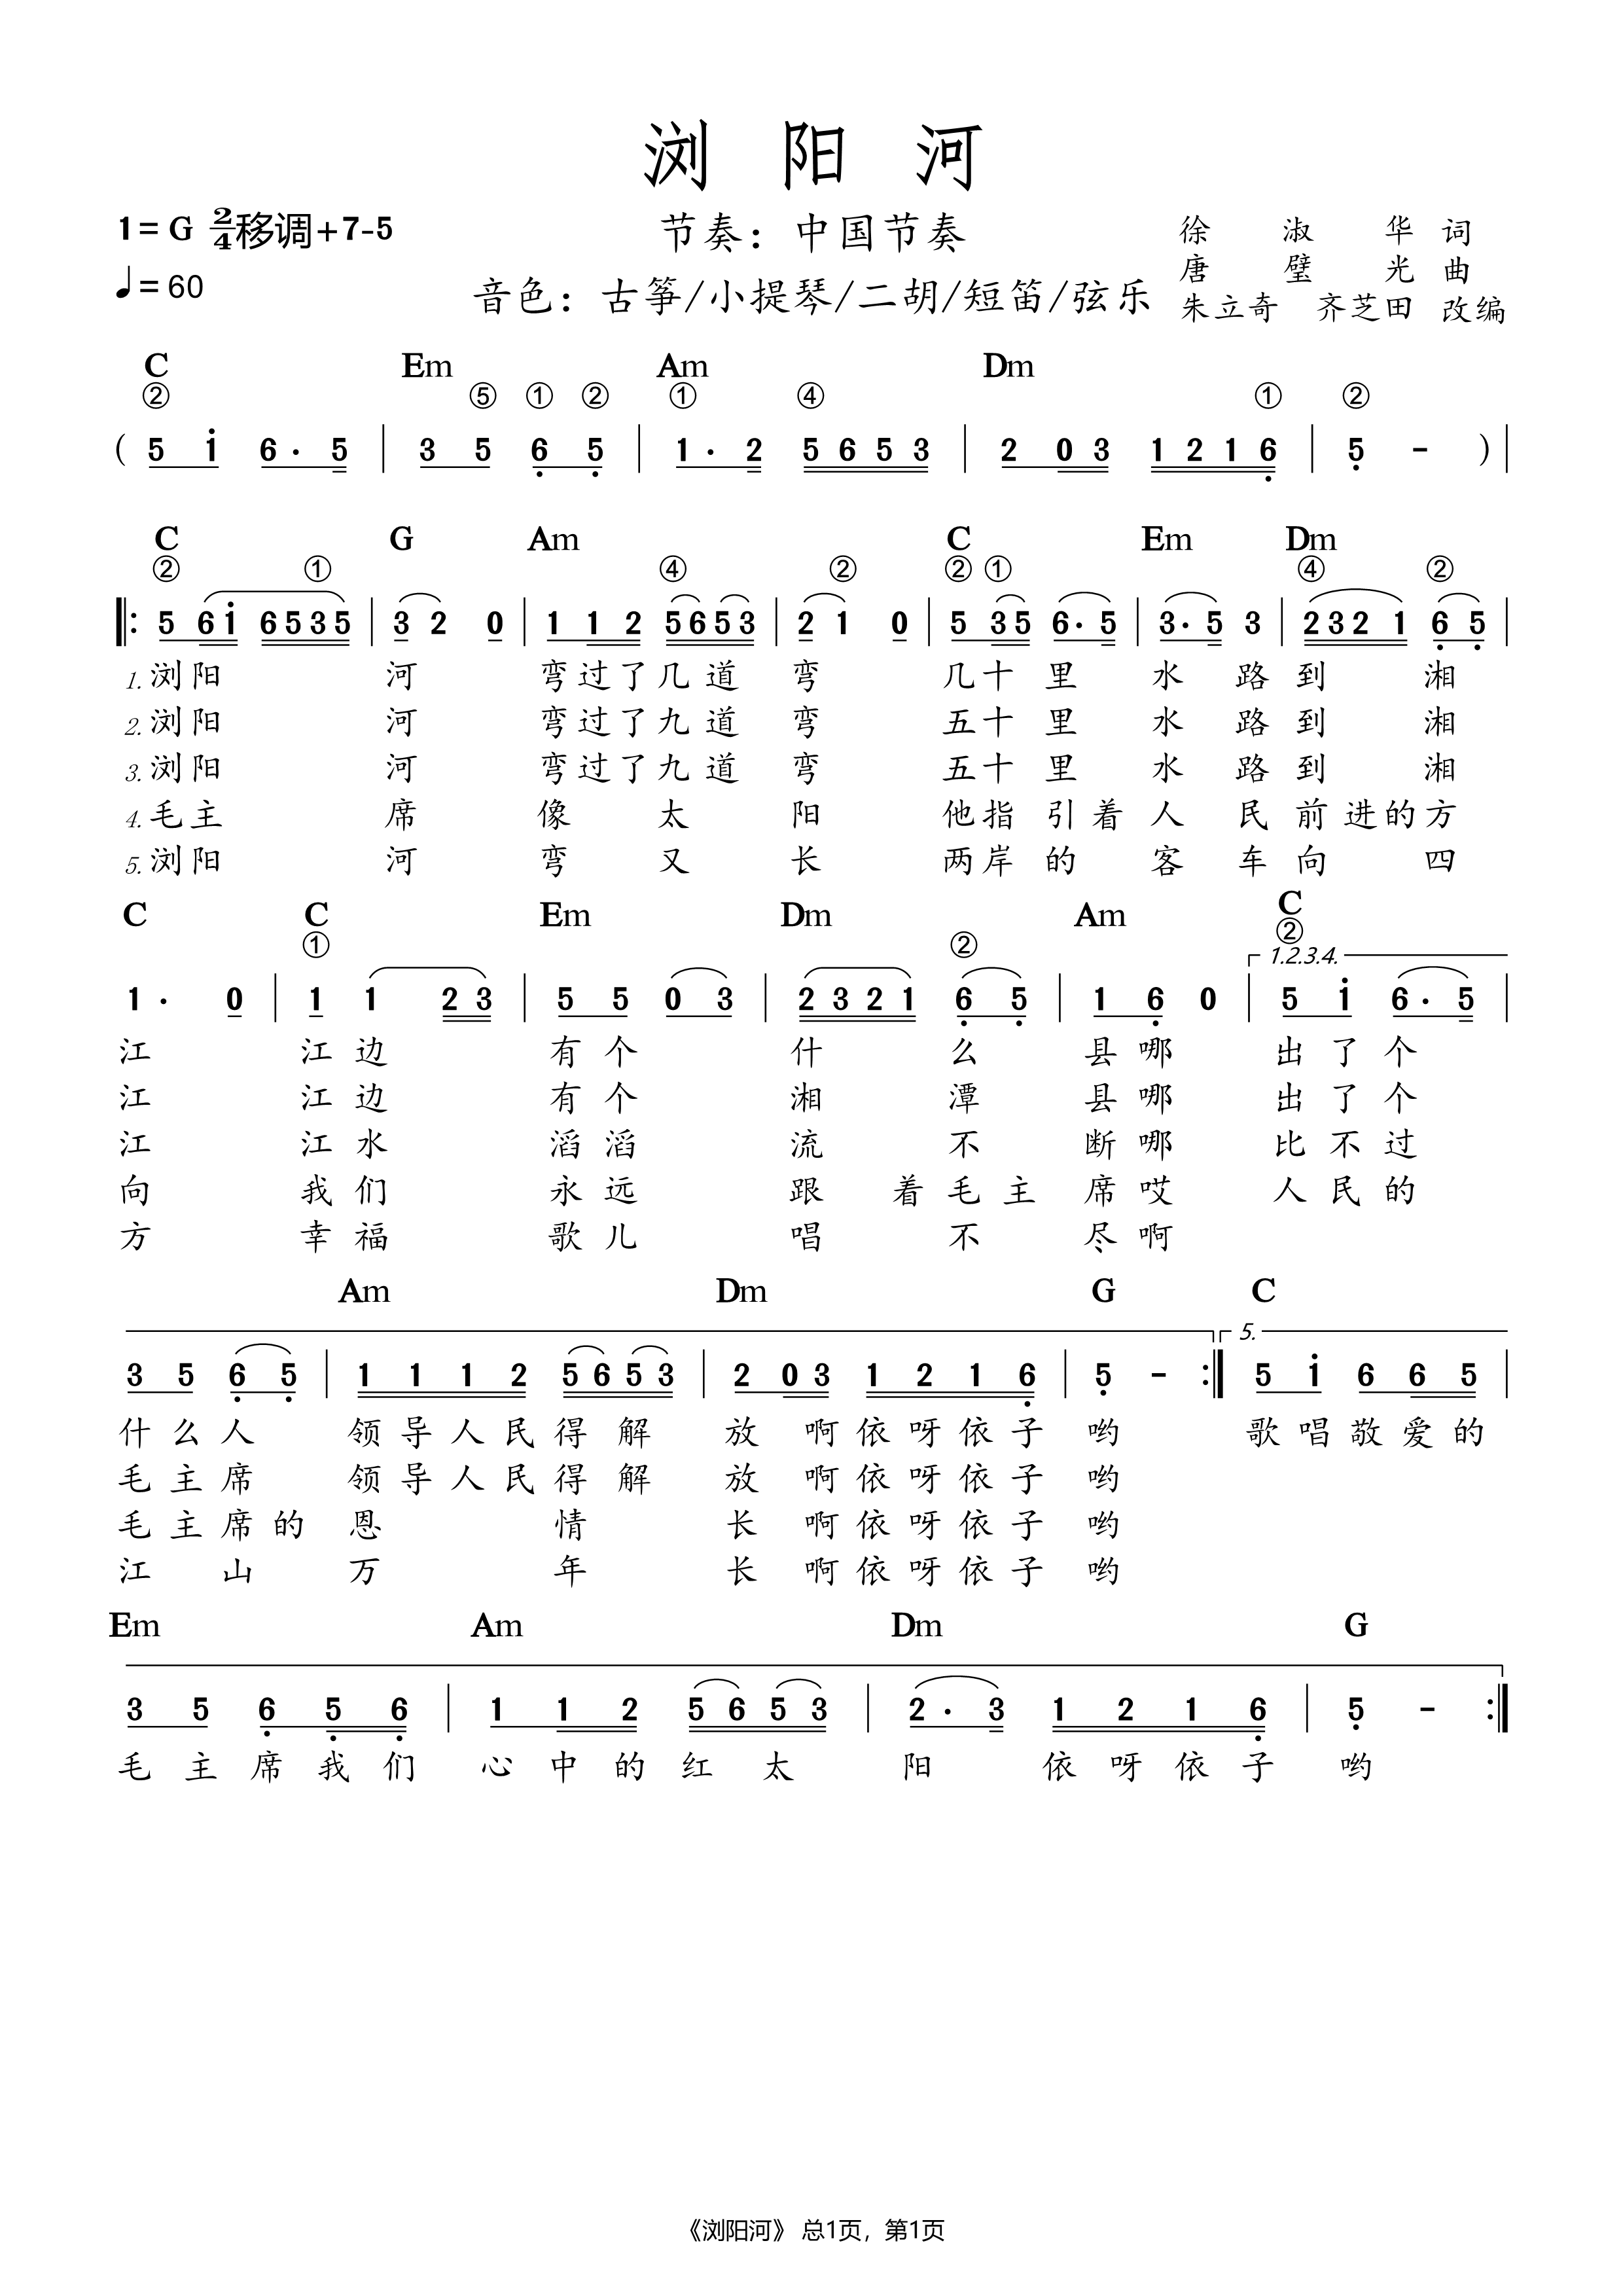 浏阳河
1=G 2/4 移调+7-5
节奏：中国节奏
徐淑华 词
唐璧光 曲
♩=60
音色：古筝/小提琴/二胡/短笛/弦乐
朱立奇 齐芝田 改编
C Em Am Dm
② ⑤ ① ② ① ④ ① ②
( 5 1̇ 6· 5 | 3 5 6̣ 5̣ | 1· 2 5 6 5 3 | 2 0 3 1 2 1 6̣ | 5̣ - ) |
C G Am C Em Dm
② ① ④ ② ② ① ④ ②
‖: 5 6 1̇ 6 5 3 5 | 3 2 0 | 1 1 2 5 6 5 3 | 2 1 0 | 5 3 5 6· 5 | 3· 5 3 | 2 3 2 1 6̣ 5̣ |
1. 浏阳 河 弯过了几道 弯 几十里 水 路到 湘
2. 浏阳 河 弯过了九道 弯 五十里 水 路到 湘
3. 浏阳 河 弯过了九道 弯 五十里 水 路到 湘
4. 毛主 席 像 太 阳 他指引着人 民前进的方
5. 浏阳 河 弯 又 长 两岸的 客 车向 四
C C Em Dm Am C
① ② ②
1.2.3.4.
1· 0 | 1 1 2 3 | 5 5 0 3 | 2 3 2 1 6̣ 5̣ | 1 6̣ 0 | 5 1̇ 6· 5 |
江 江边 有个 什 么 县哪 出了个
江 江边 有个 湘 潭 县哪 出了个
江 江水 滔滔 流 不 断哪 比不过
向 我们 永远 跟 着毛主 席哎 人民的
方 幸福 歌儿 唱 不 尽啊
Am Dm G C
5.
3 5 6̣ 5̣ | 1 1 1 2 5 6 5 3 | 2 0 3 1 2 1 6̣ | 5̣ - :‖ 5 1̇ 6 6 5 |
什么人 领导人民得解 放 啊依呀依子 哟 歌唱敬爱的
毛主席 领导人民得解 放 啊依呀依子 哟
毛主席的 恩 情 长 啊依呀依子 哟
江 山 万 年 长 啊依呀依子 哟
Em Am Dm G
3 5 6̣ 5̣ 6̣ | 1 1 2 5 6 5 3 | 2· 3 1 2 1 6̣ | 5̣ - :‖
毛主席我们 心中的红太 阳 依呀依子 哟
《浏阳河》 总1页，第1页